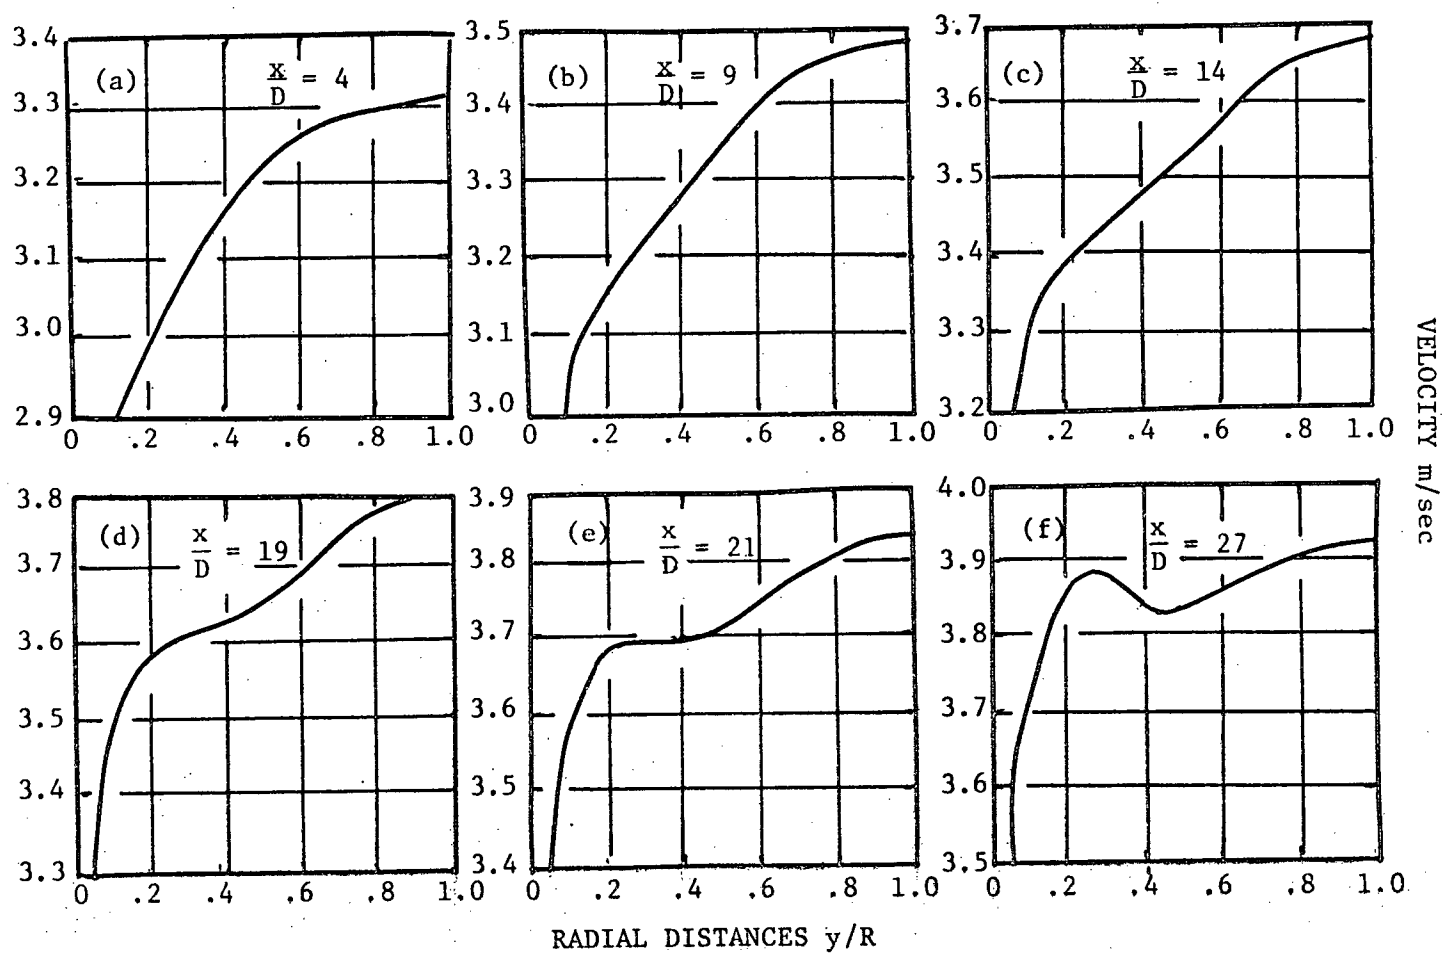 3.4
3.3
3.2
3.1
3.0
2.9
(a)
x/D = 4
0 .2 .4 .6 .8 1.0
3.5
3.4
3.3
3.2
3.1
3.0
(b)
x/D = 9
0 .2 .4 .6 .8 1.0
3.7
3.6
3.5
3.4
3.3
3.2
(c)
x/D = 14
0 .2 .4 .6 .8 1.0
3.8
3.7
3.6
3.5
3.4
3.3
(d)
x/D = 19
0 .2 .4 .6 .8 1.0
3.9
3.8
3.7
3.6
3.5
3.4
(e)
x/D = 21
0 .2 .4 .6 .8 1.0
4.0
3.9
3.8
3.7
3.6
3.5
(f)
x/D = 27
0 .2 .4 .6 .8 1.0
VELOCITY m/sec
RADIAL DISTANCES y/R